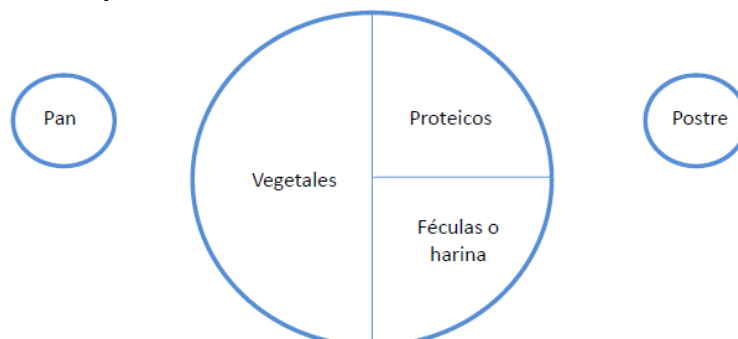 Pan
Proteicos
Postre
Vegetales
Féculas o
harina